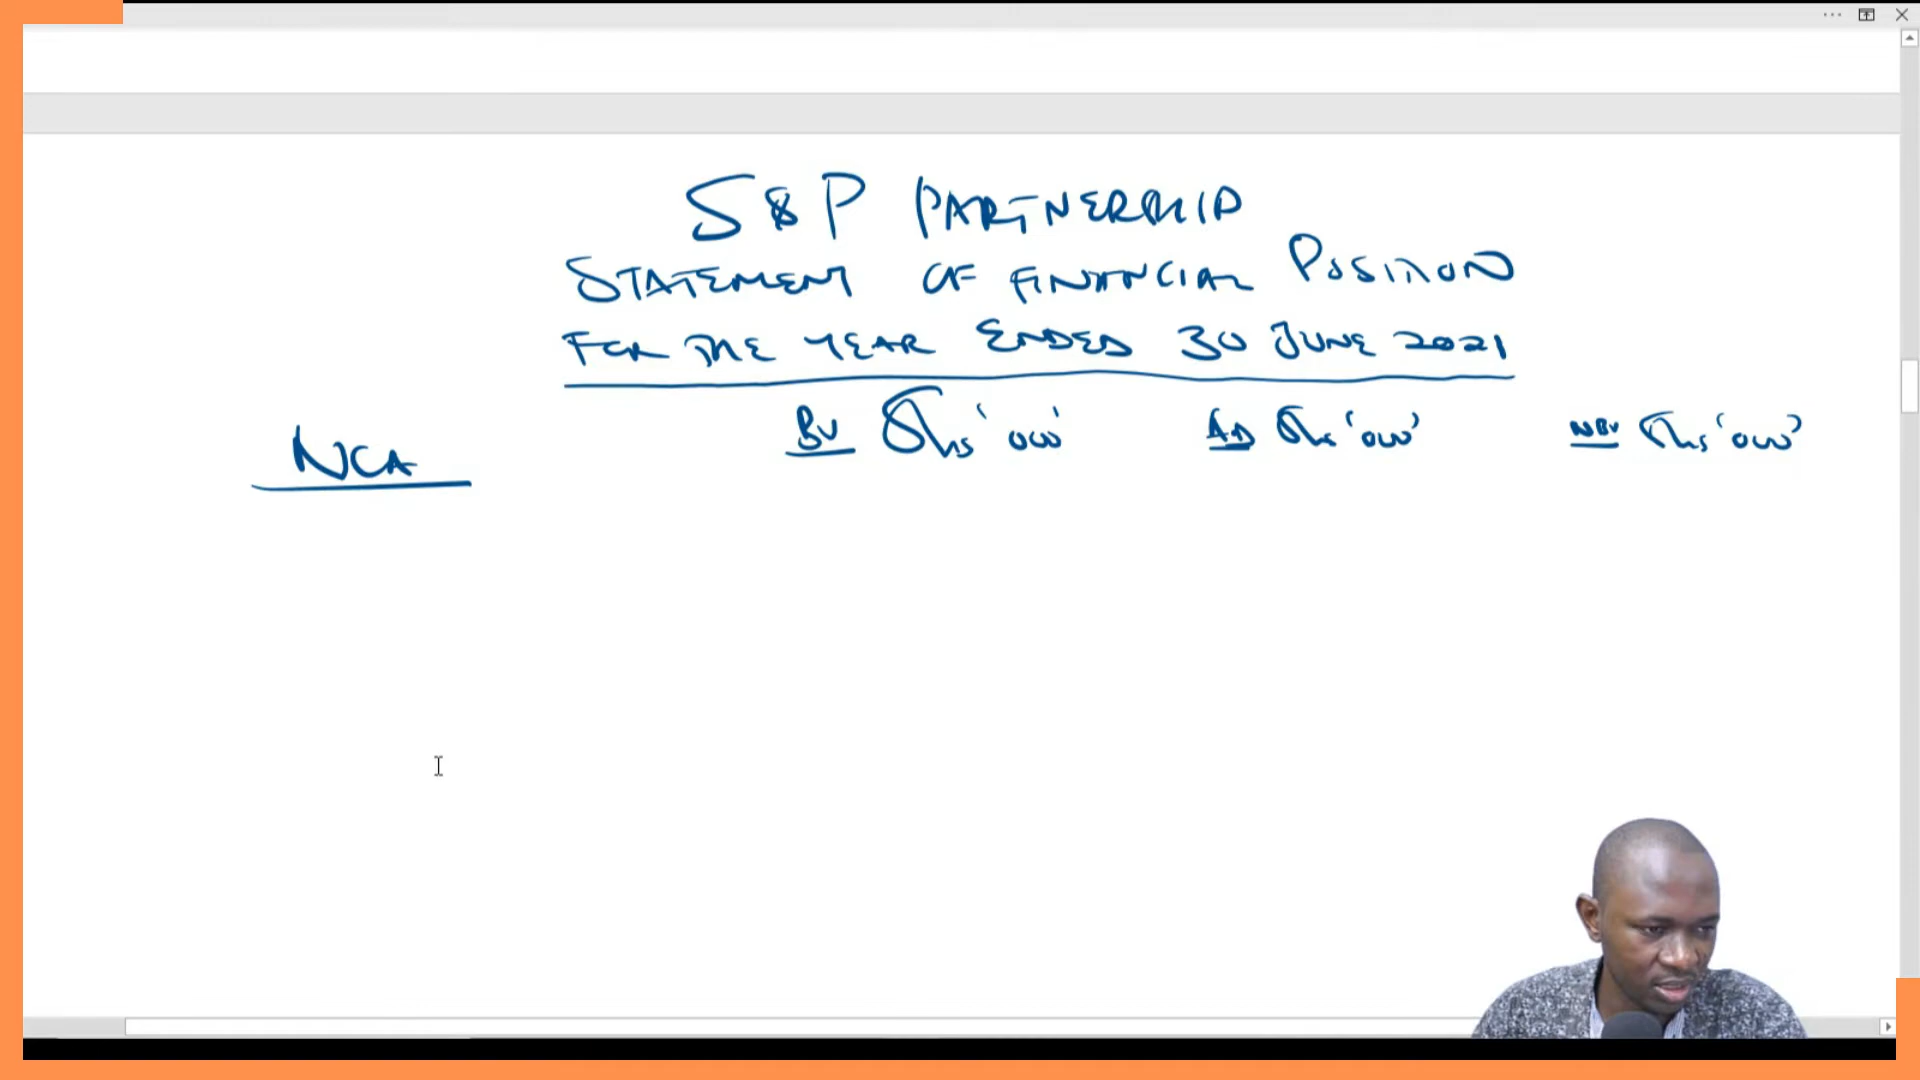 S&P PARTNERSHIP
STATEMENT OF FINANCIAL POSITION
FOR THE YEAR ENDED 30 JUNE 2021
BV Shs '000' AD Shs '000' NBV Shs '000'
NCA